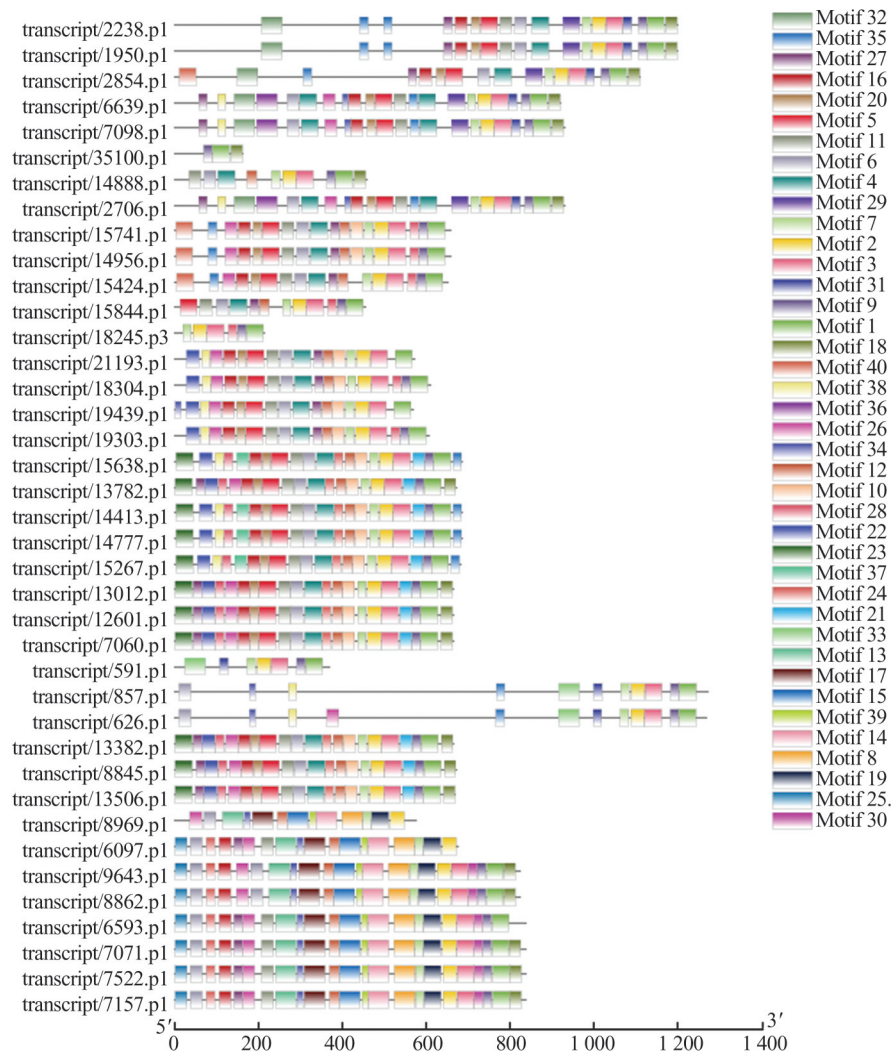 transcript/2238.p1
transcript/1950.p1
transcript/2854.p1
transcript/6639.p1
transcript/7098.p1
transcript/35100.p1
transcript/14888.p1
transcript/2706.p1
transcript/15741.p1
transcript/14956.p1
transcript/15424.p1
transcript/15844.p1
transcript/18245.p3
transcript/21193.p1
transcript/18304.p1
transcript/19439.p1
transcript/19303.p1
transcript/15638.p1
transcript/13782.p1
transcript/14413.p1
transcript/14777.p1
transcript/15267.p1
transcript/13012.p1
transcript/12601.p1
transcript/7060.p1
transcript/591.p1
transcript/857.p1
transcript/626.p1
transcript/13382.p1
transcript/8845.p1
transcript/13506.p1
transcript/8969.p1
transcript/6097.p1
transcript/9643.p1
transcript/8862.p1
transcript/6593.p1
transcript/7071.p1
transcript/7522.p1
transcript/7157.p1
5′ 3′
0 200 400 600 800 1 000 1 200 1 400
Motif 32
Motif 35
Motif 27
Motif 16
Motif 20
Motif 5
Motif 11
Motif 6
Motif 4
Motif 29
Motif 7
Motif 2
Motif 3
Motif 31
Motif 9
Motif 1
Motif 18
Motif 40
Motif 38
Motif 36
Motif 26
Motif 34
Motif 12
Motif 10
Motif 28
Motif 22
Motif 23
Motif 37
Motif 24
Motif 21
Motif 33
Motif 13
Motif 17
Motif 15
Motif 39
Motif 14
Motif 8
Motif 19
Motif 25.
Motif 30